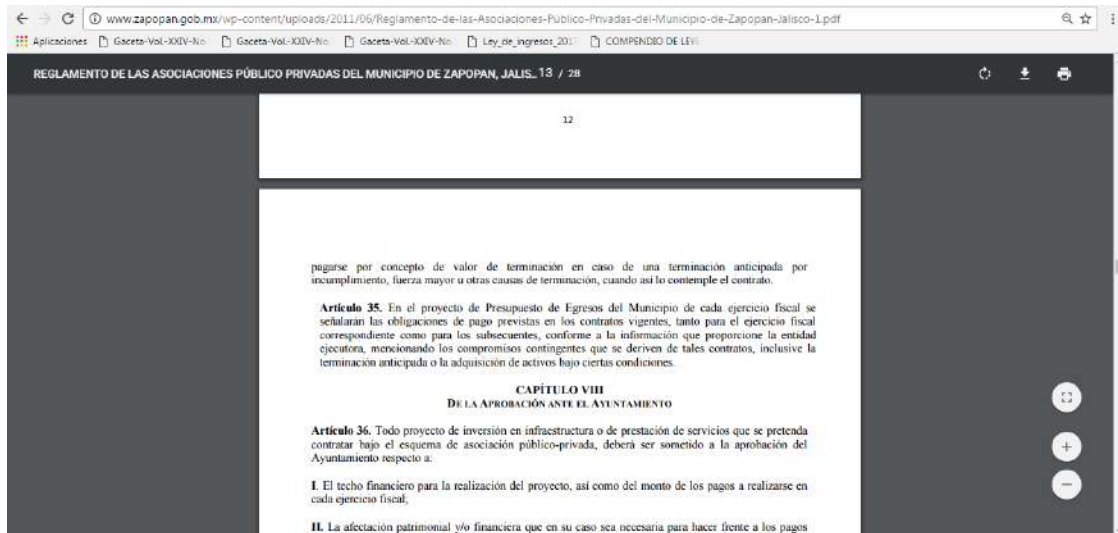 www.zapopan.gob.mx/wp-content/uploads/2011/06/Reglamento-de-las-Asociaciones-Publico-Privadas-del-Municipio-de-Zapopan-Jalisco-1.pdf
Aplicaciones Gaceta-Vol.-XXIV-No Gaceta-Vol.-XXIV-No Gaceta-Vol.-XXIV-No Ley_de_ingresos_201 COMPENDIO DE LEY
REGLAMENTO DE LAS ASOCIACIONES PÚBLICO PRIVADAS DEL MUNICIPIO DE ZAPOPAN, JALIS... 13 / 28
12
pagarse por concepto de valor de terminación en caso de una terminación anticipada por
incumplimiento, fuerza mayor u otras causas de terminación, cuando así lo contemple el contrato.
Artículo 35. En el proyecto de Presupuesto de Egresos del Municipio de cada ejercicio fiscal se
señalarán las obligaciones de pago previstas en los contratos vigentes, tanto para el ejercicio fiscal
correspondiente como para los subsecuentes, conforme a la información que proporcione la entidad
ejecutora, mencionando los compromisos contingentes que se deriven de tales contratos, inclusive la
terminación anticipada o la adquisición de activos bajo ciertas condiciones.
CAPÍTULO VIII
DE LA APROBACIÓN ANTE EL AYUNTAMIENTO
Artículo 36. Todo proyecto de inversión en infraestructura o de prestación de servicios que se pretenda
contratar bajo el esquema de asociación público-privada, deberá ser sometido a la aprobación del
Ayuntamiento respecto a:
I. El techo financiero para la realización del proyecto, así como del monto de los pagos a realizarse en
cada ejercicio fiscal;
II. La afectación patrimonial y/o financiera que en su caso sea necesaria para hacer frente a los pagos